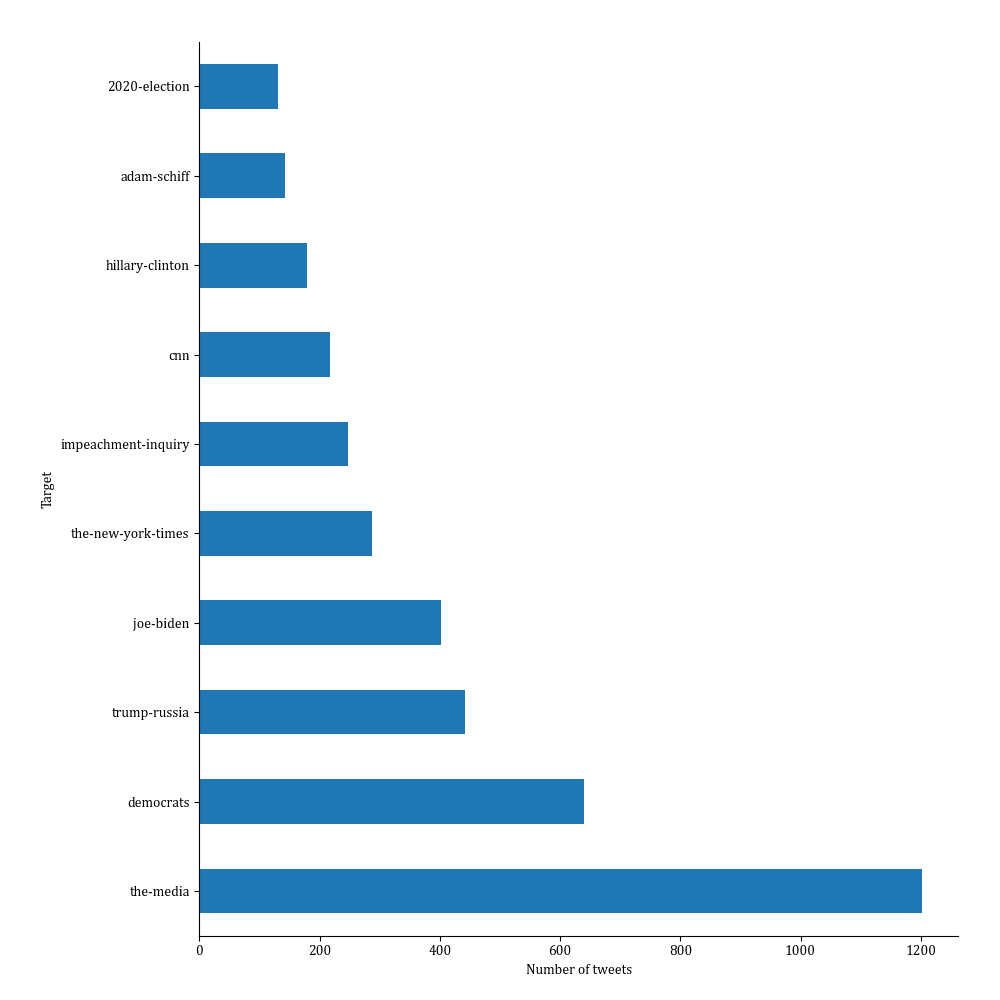 2020-election
adam-schiff
hillary-clinton
cnn
impeachment-inquiry
the-new-york-times
joe-biden
trump-russia
democrats
the-media
Target
0 200 400 600 800 1000 1200
Number of tweets